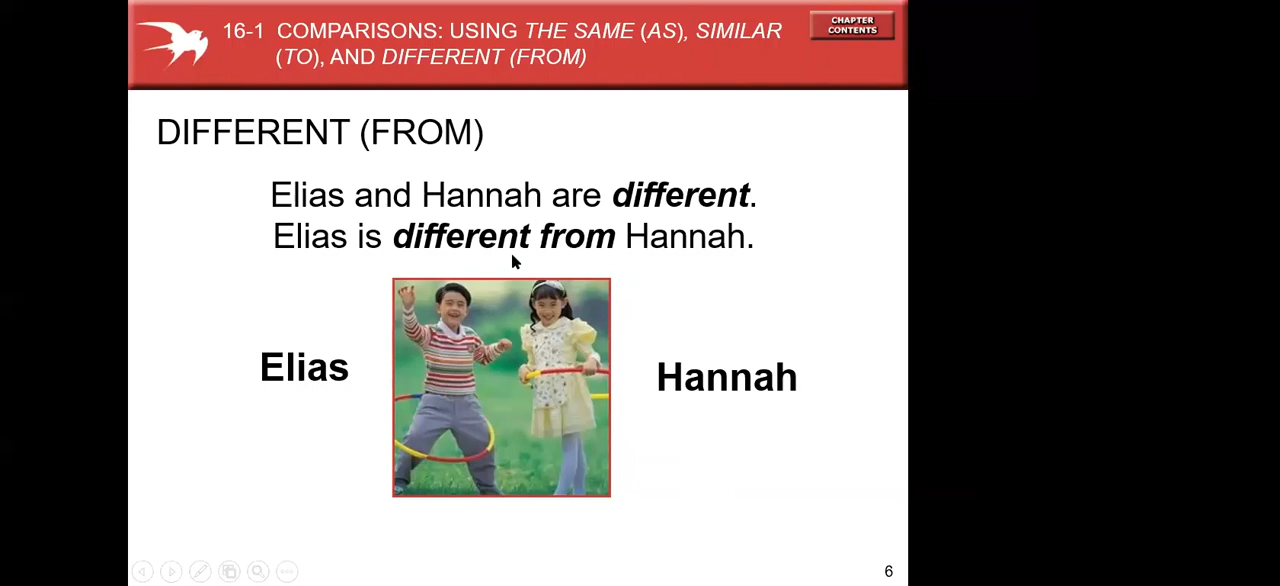 16-1 COMPARISONS: USING THE SAME (AS), SIMILAR
(TO), AND DIFFERENT (FROM)
CHAPTER
CONTENTS
DIFFERENT (FROM)
Elias and Hannah are different.
Elias is different from Hannah.
Elias
Hannah
6